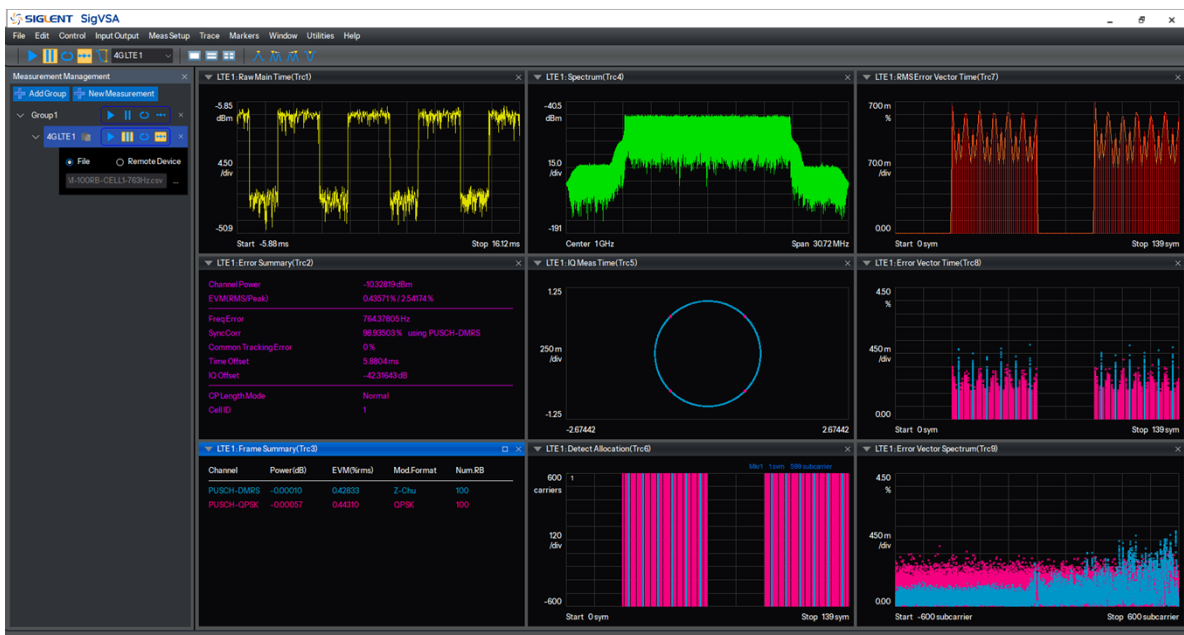 SIGLENT SigVSA
File Edit Control Input Output Meas Setup Trace Markers Window Utilities Help
4G LTE 1
Measurement Management
Add Group New Measurement
Group1
4G LTE 1
File Remote Device
M-100RB-CELL1-763Hz.csv ...
LTE 1 : Raw Main Time(Trc1)
-5.85
dBm
4.50
/div
-50.9
Start -5.88 ms Stop 16.12 ms
LTE 1 : Spectrum(Trc4)
-40.5
dBm
15.0
/div
-191
Center 1 GHz Span 30.72 MHz
LTE 1 : RMS Error Vector Time(Trc7)
700 m
%
700 m
/div
0.00
Start 0 sym Stop 139 sym
LTE 1 : Error Summary(Trc2)
Channel Power -10.32819 dBm
EVM(RMS/Peak) 0.43571 % / 2.54174 %
Freq Error 764.37805 Hz
Sync Corr 98.93503 % using PUSCH-DMRS
Common Tracking Error 0 %
Time Offset 5.8804 ms
IQ Offset -42.31643 dB
CP Length Mode Normal
Cell ID 1
LTE 1 : IQ Meas Time(Trc5)
1.25
250 m
/div
-1.25
-2.67442 2.67442
LTE 1 : Error Vector Time(Trc8)
4.50
%
450 m
/div
0.00
Start 0 sym Stop 139 sym
LTE 1 : Frame Summary(Trc3)
Channel Power(dB) EVM(%rms) Mod.Format Num.RB
PUSCH-DMRS -0.00010 0.42833 Z-Chu 100
PUSCH-QPSK -0.00057 0.44310 QPSK 100
LTE 1 : Detect Allocation(Trc6)
Mkr1 1 sym 599 subcarrier
600
carriers
1
120
/div
-600
Start 0 sym Stop 139 sym
LTE 1 : Error Vector Spectrum(Trc9)
4.50
%
450 m
/div
0.00
Start -600 subcarrier Stop 600 subcarrier